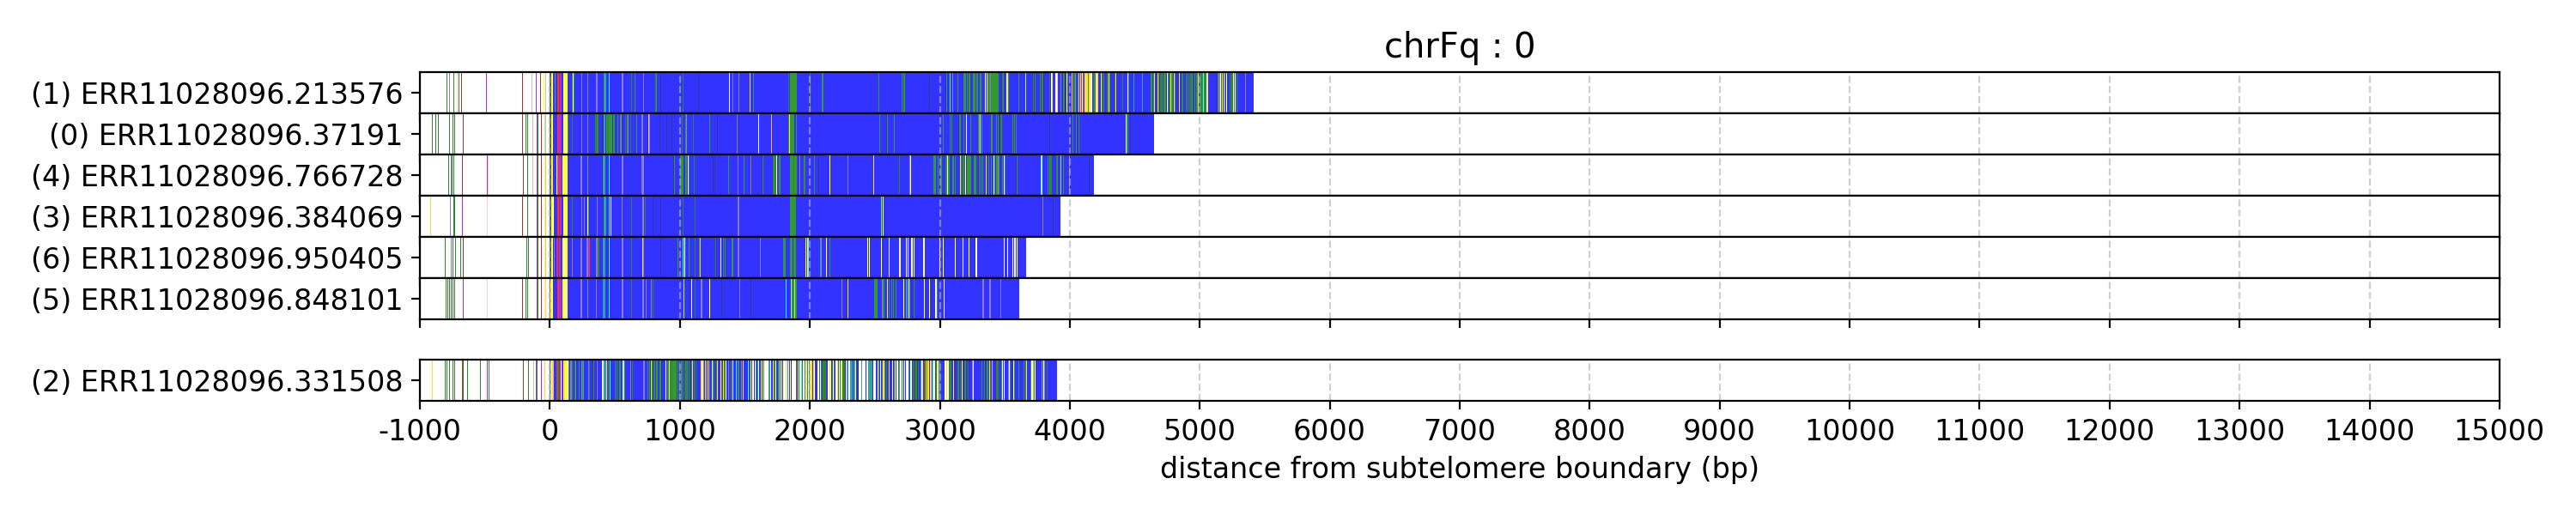 chrFq : 0
(1) ERR11028096.213576
(0) ERR11028096.37191
(4) ERR11028096.766728
(3) ERR11028096.384069
(6) ERR11028096.950405
(5) ERR11028096.848101
(2) ERR11028096.331508
-1000 0 1000 2000 3000 4000 5000 6000 7000 8000 9000 10000 11000 12000 13000 14000 15000
distance from subtelomere boundary (bp)